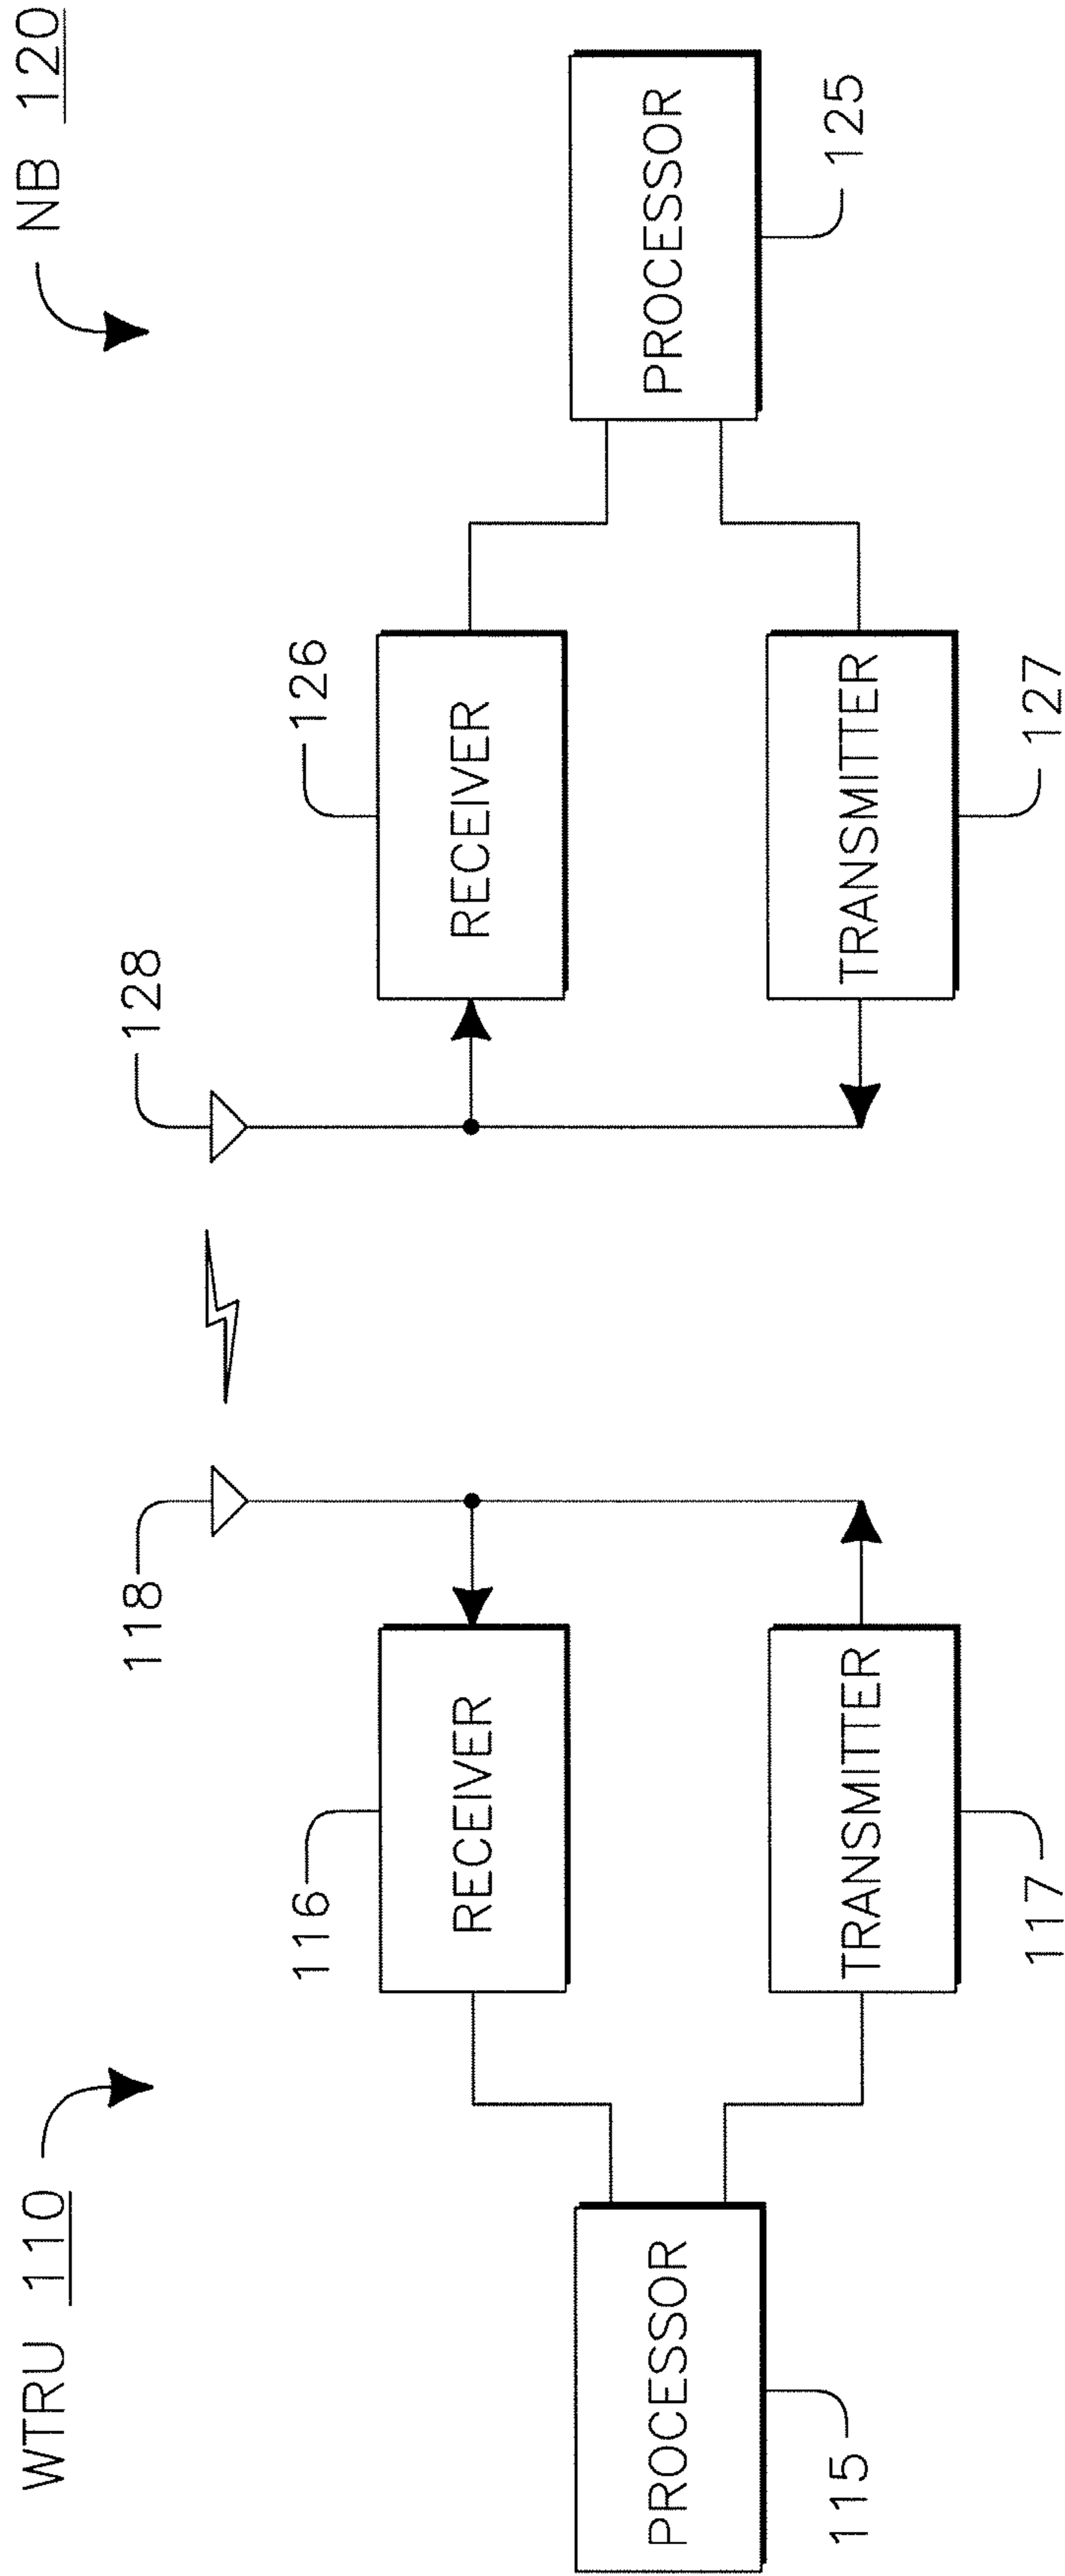 WTRU 110
NB 120
118
128
116
126
RECEIVER
RECEIVER
PROCESSOR
PROCESSOR
115
125
TRANSMITTER
TRANSMITTER
117
127